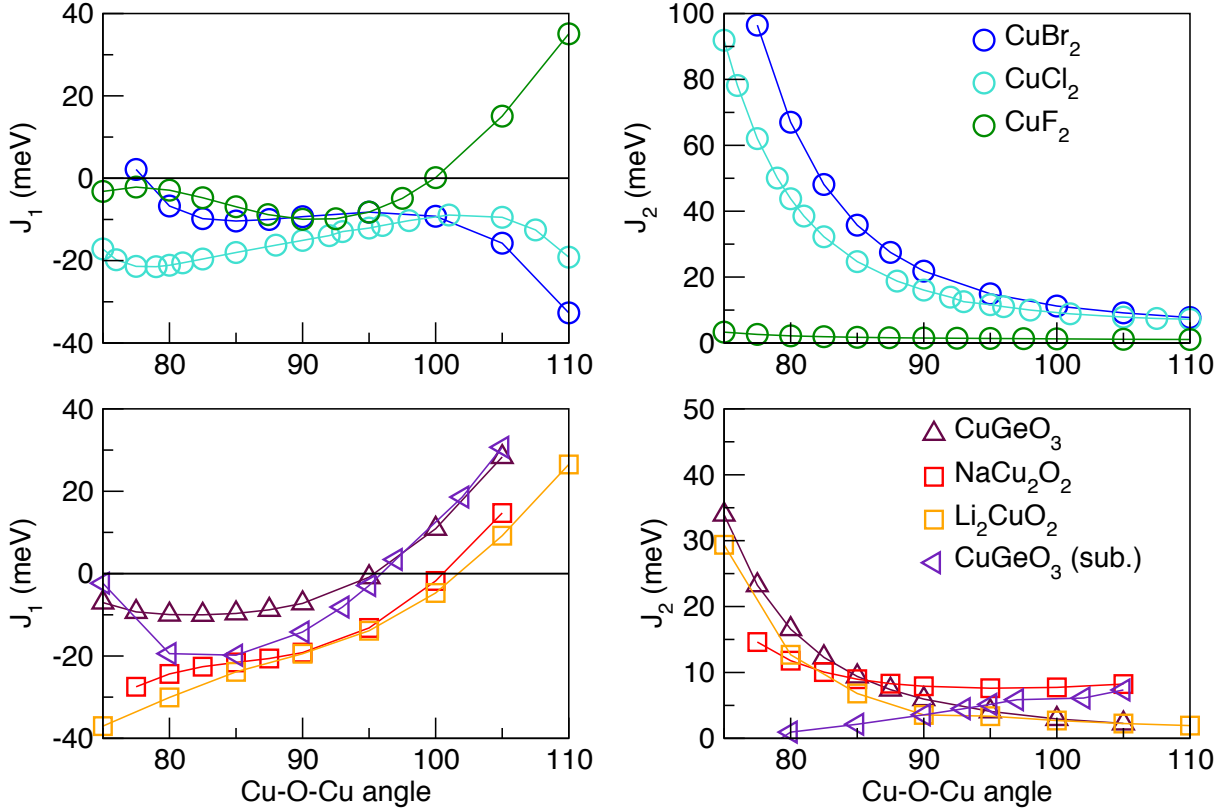 40
20
0
-20
-40
J1 (meV)
80 90 100 110
100
80
60
40
20
0
J2 (meV)
80 90 100 110
CuBr2
CuCl2
CuF2
40
20
0
-20
-40
J1 (meV)
80 90 100 110
Cu-O-Cu angle
50
40
30
20
10
0
J2 (meV)
80 90 100 110
Cu-O-Cu angle
CuGeO3
NaCu2O2
Li2CuO2
CuGeO3 (sub.)